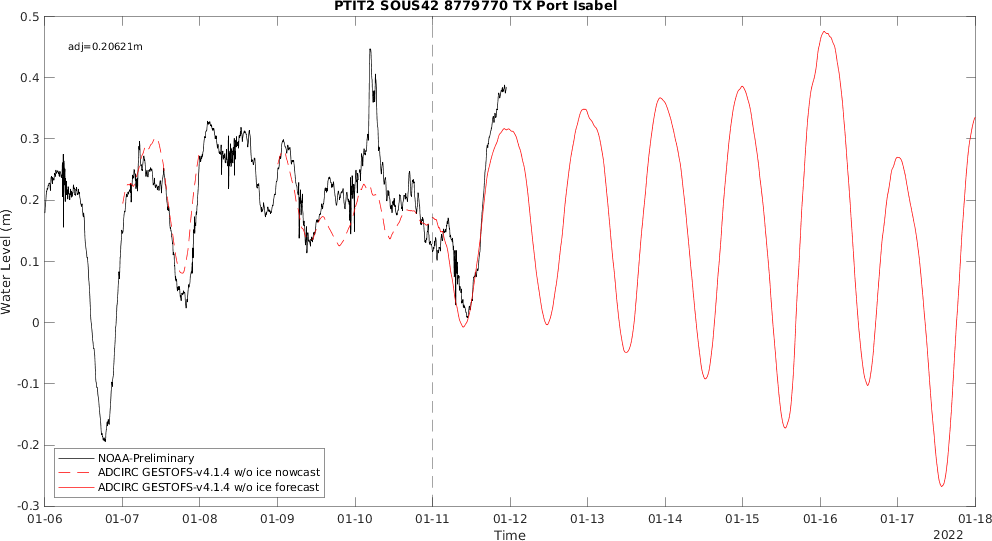 PTIT2 SOUS42 8779770 TX Port Isabel
adj=0.20621m
0.5
0.4
0.3
0.2
0.1
0
-0.1
-0.2
-0.3
Water Level (m)
NOAA-Preliminary
ADCIRC GESTOFS-v4.1.4 w/o ice nowcast
ADCIRC GESTOFS-v4.1.4 w/o ice forecast
01-06 01-07 01-08 01-09 01-10 01-11 01-12 01-13 01-14 01-15 01-16 01-17 01-18
Time
2022